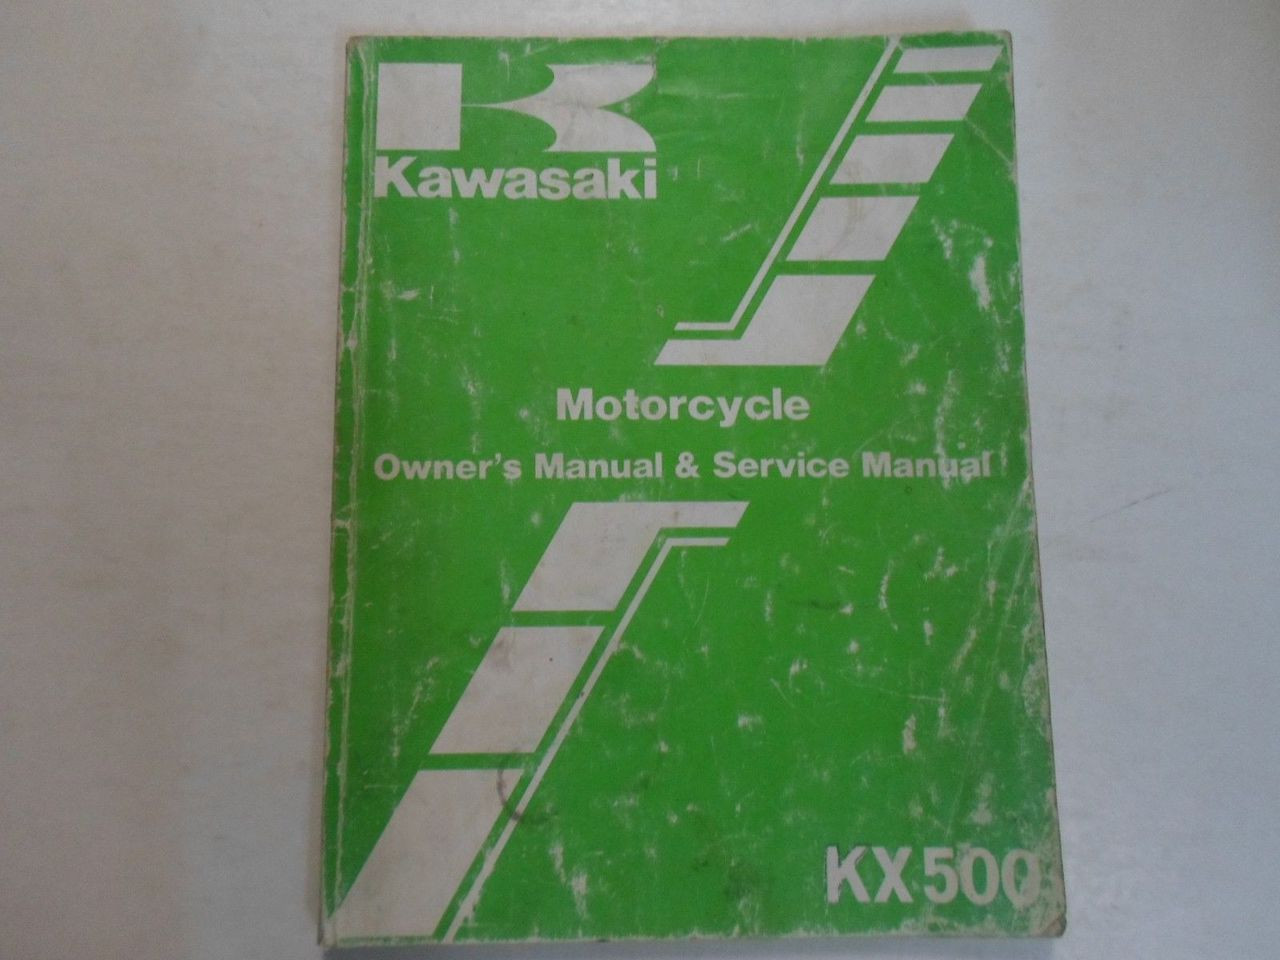 K
Kawasaki
Motorcycle
Owner's Manual & Service Manual
KX500